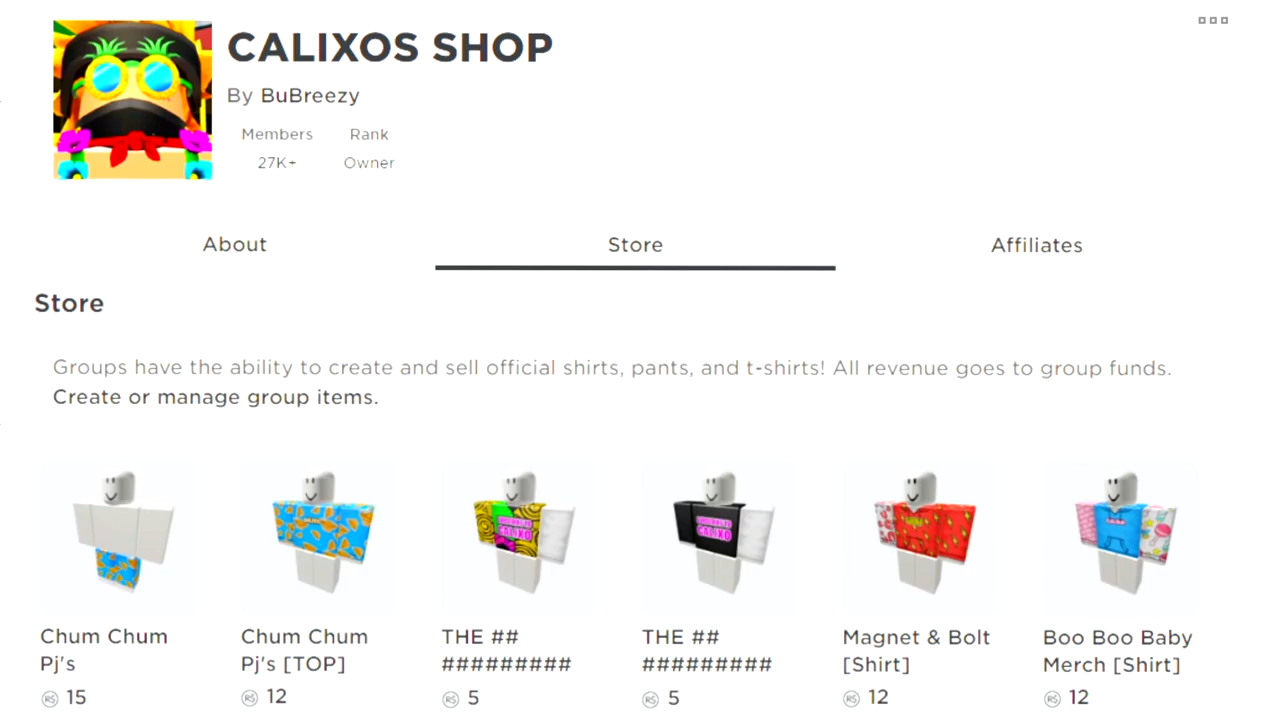 CALIXOS SHOP
By BuBreezy
Members Rank
27K+ Owner
About Store Affiliates
Store
Groups have the ability to create and sell official shirts, pants, and t-shirts! All revenue goes to group funds.
Create or manage group items.
CALIXO
CALIXO
Chum Chum Pj's
15
Chum Chum Pj's [TOP]
12
THE ## #########
5
THE ## #########
5
Magnet & Bolt [Shirt]
12
Boo Boo Baby Merch [Shirt]
12